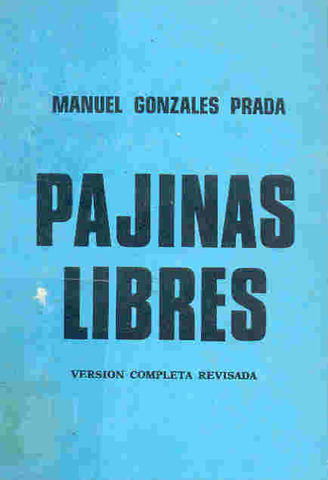 MANUEL GONZALES PRADA
PAJINAS
LIBRES
VERSION COMPLETA REVISADA